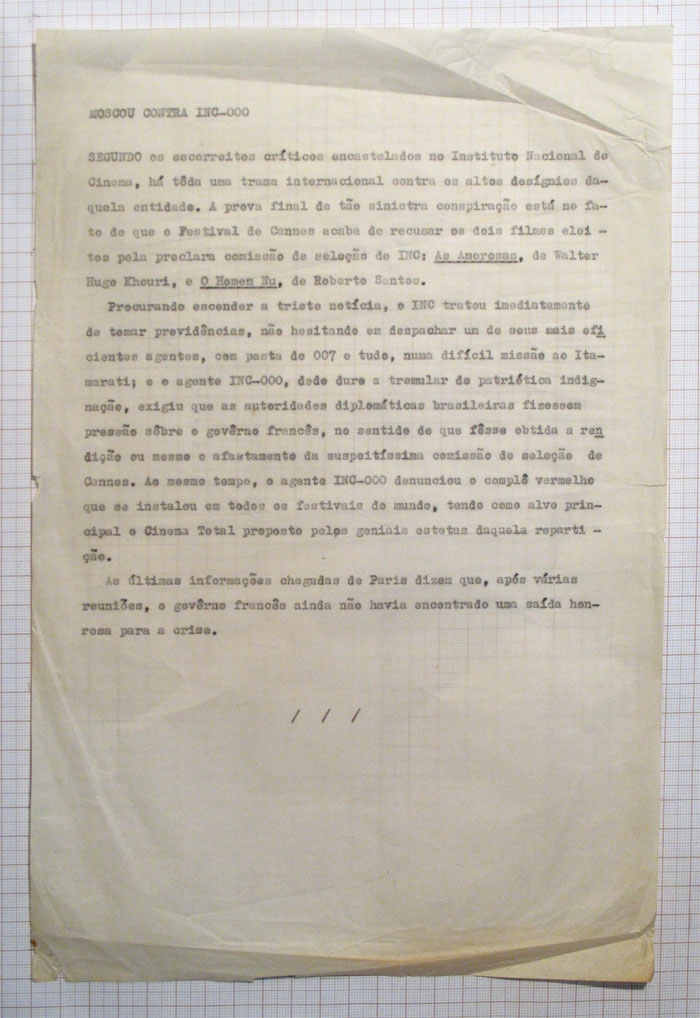 MOSCOU CONTRA INC-000
SEGUNDO os escorreitos críticos encastelados no Instituto Nacional de
Cinema, há tôda uma trama internacional contra os altos desígnios da-
quela entidade. A prova final de tão sinistra conspiração está no fa-
to de que o Festival de Cannes acaba de recusar os dois filmes elei -
tos pela preclara comissão de seleção do INC: As Amorosas, de Walter
Hugo Khouri, e O Homem Nu, de Roberto Santos.
Procurando esconder a triste notícia, o INC tratou imediatamente
de tomar providências, não hesitando em despachar um de seus mais efi
cientes agentes, com pasta de 007 e tudo, numa difícil missão ao Ita-
marati; e o agente INC-000, dedo duro a tremular de patriótica indig-
nação, exigiu que as autoridades diplomáticas brasileiras fizessem
pressão sôbre o govêrno francês, no sentido de que fôsse obtida a ren
dição ou mesmo o afastamento da suspeitíssima comissão de seleção de
Cannes. Ao mesmo tempo, o agente INC-000 denunciou o complô vermelho
que se instalou em todos os festivais do mundo, tendo como alvo prin-
cipal o Cinema Total proposto pelos geniais estetas daquela reparti -
ção.
As últimas informações chegadas de Paris dizem que, após várias
reuniões, o govêrno francês ainda não havia encontrado uma saída hon-
rosa para a crise.
/ / /